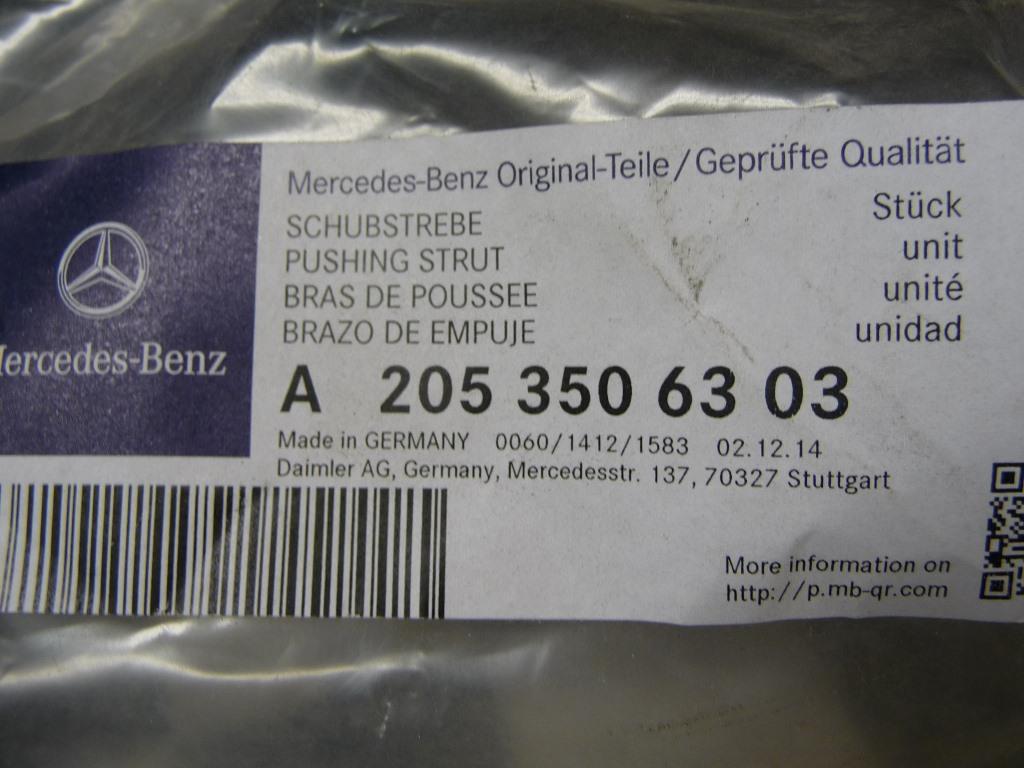 Mercedes-Benz Original-Teile/Geprüfte Qualität
SCHUBSTREBE Stück
PUSHING STRUT unit
BRAS DE POUSSEE unité
BRAZO DE EMPUJE unidad
ercedes-Benz
A 205 350 63 03
Made in GERMANY 0060/1412/1583 02.12.14
Daimler AG, Germany, Mercedesstr. 137, 70327 Stuttgart
More information on
http://p.mb-qr.com